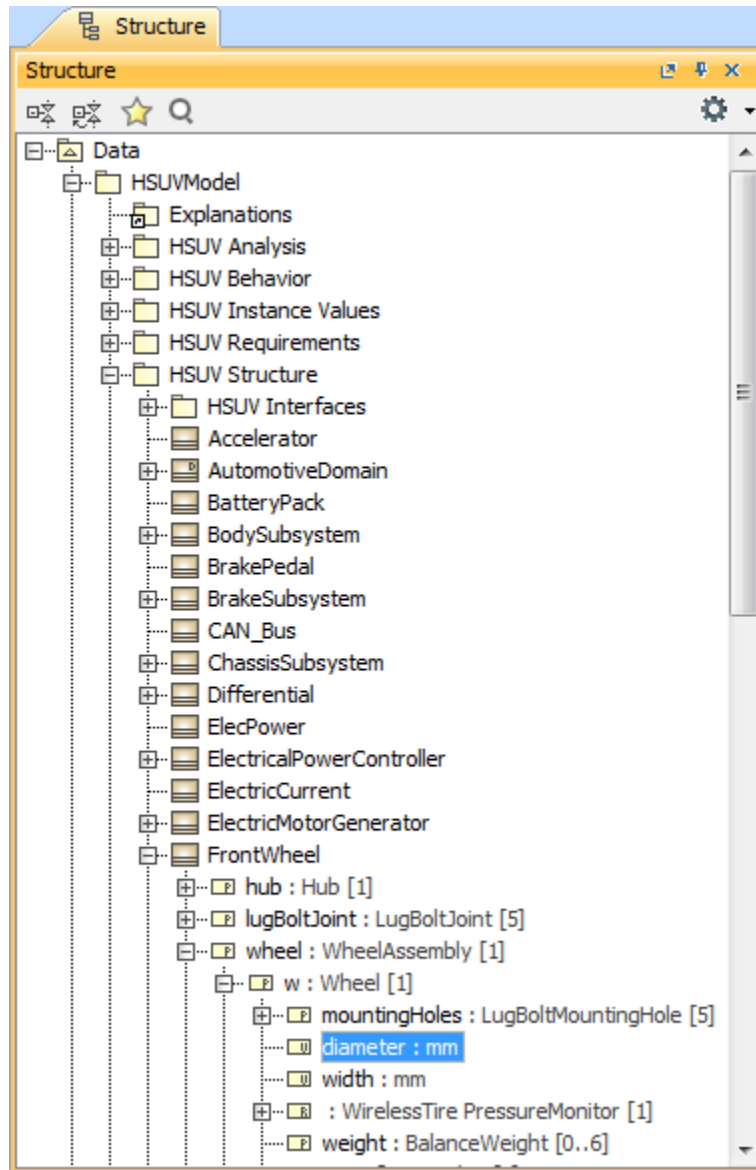 Structure
Structure
Data
HSUVModel
Explanations
HSUV Analysis
HSUV Behavior
HSUV Instance Values
HSUV Requirements
HSUV Structure
HSUV Interfaces
Accelerator
AutomotiveDomain
BatteryPack
BodySubsystem
BrakePedal
BrakeSubsystem
CAN_Bus
ChassisSubsystem
Differential
ElecPower
ElectricalPowerController
ElectricCurrent
ElectricMotorGenerator
FrontWheel
hub : Hub [1]
lugBoltJoint : LugBoltJoint [5]
wheel : WheelAssembly [1]
w : Wheel [1]
mountingHoles : LugBoltMountingHole [5]
diameter : mm
width : mm
: WirelessTire PressureMonitor [1]
weight : BalanceWeight [0..6]